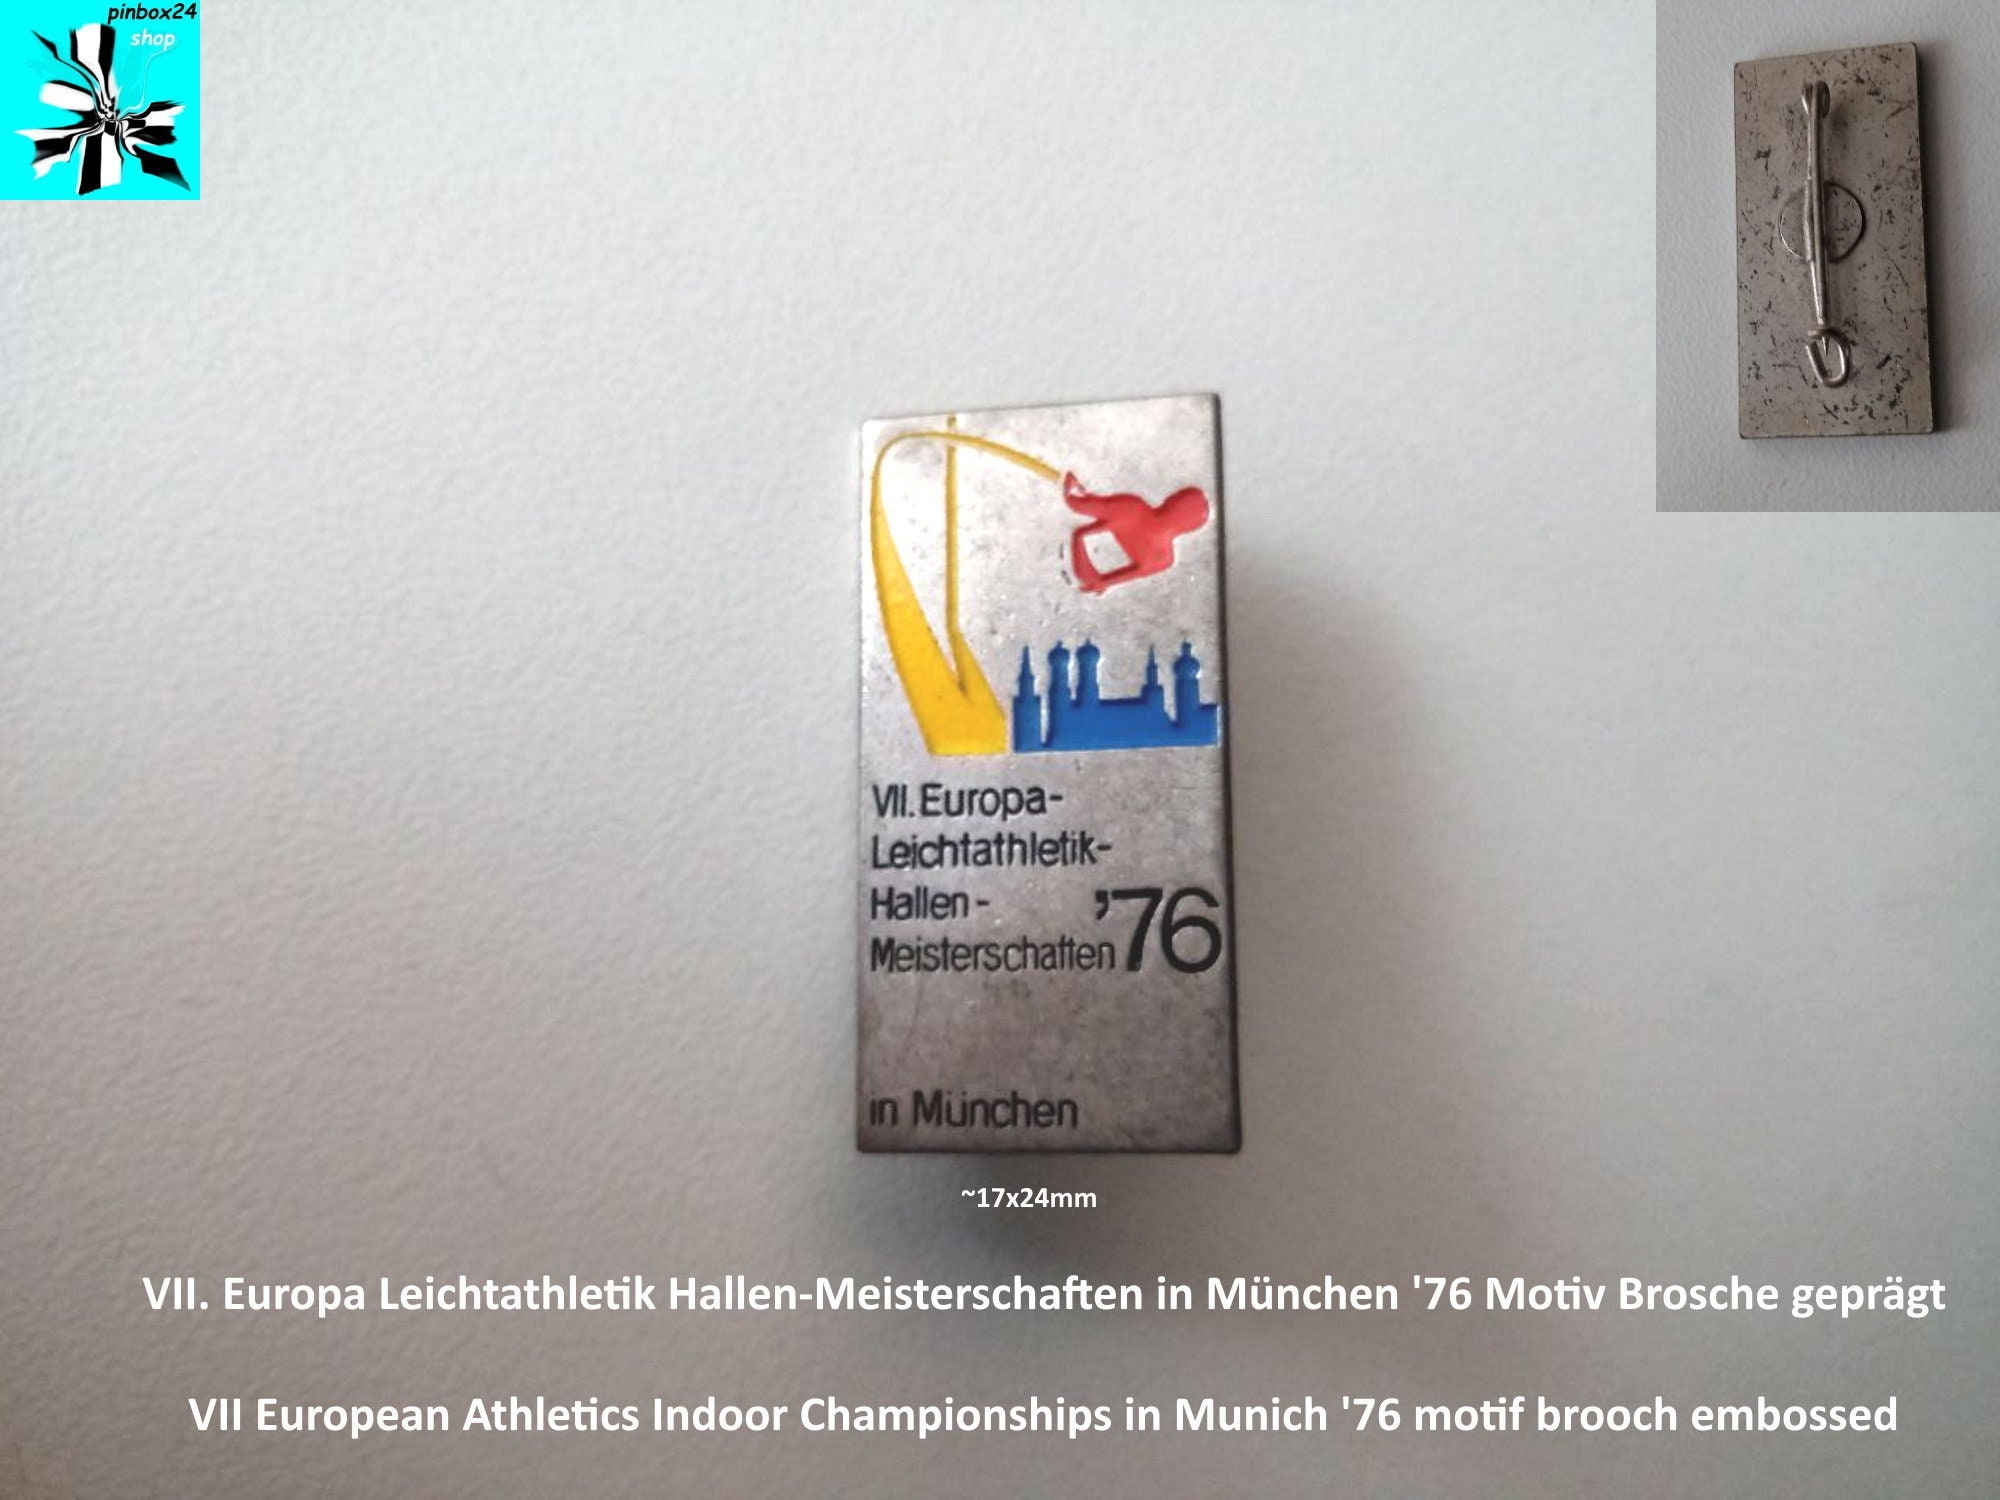 pinbox24
shop
VII. Europa-
Leichtathletik-
Hallen-
Meisterschaften '76
in München
~17x24mm
VII. Europa Leichtathletik Hallen-Meisterschaften in München '76 Motiv Brosche geprägt
VII European Athletics Indoor Championships in Munich '76 motif brooch embossed